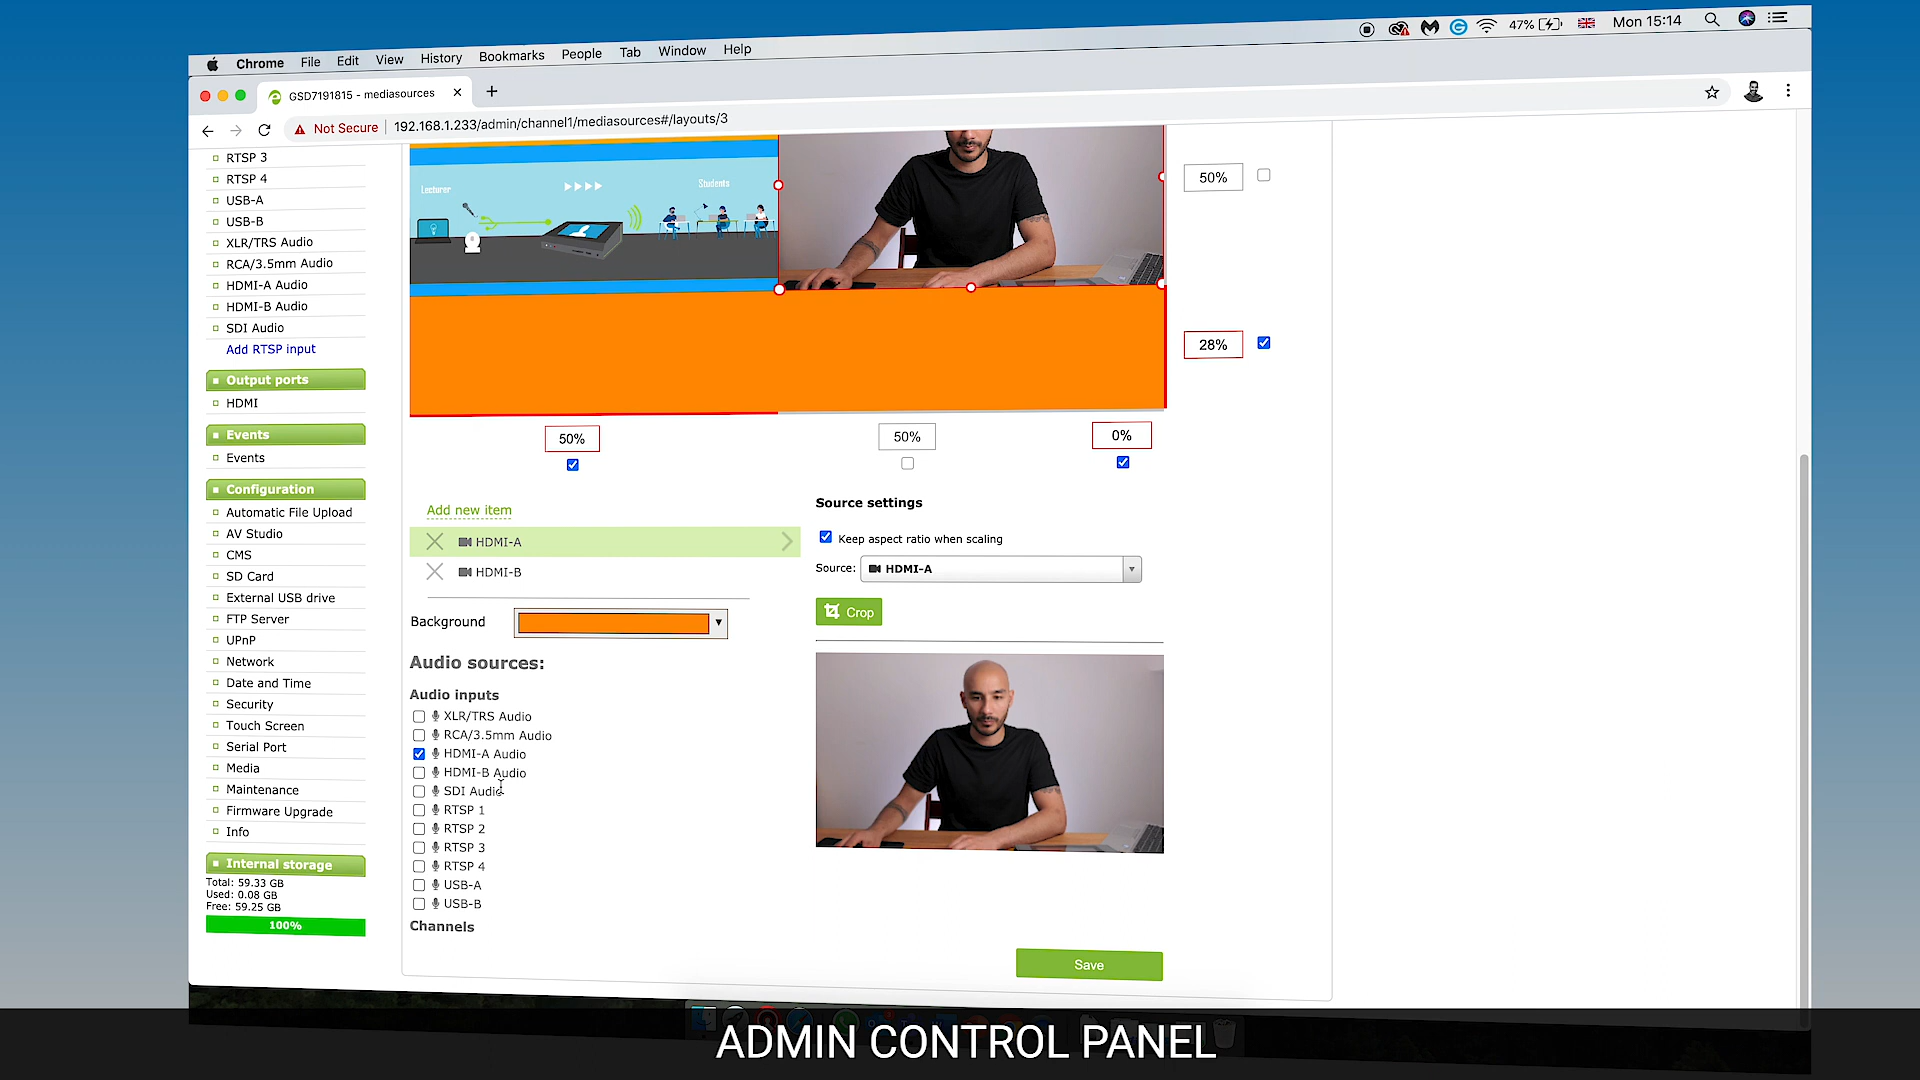 Chrome File Edit View History Bookmarks People Tab Window Help
47% Mon 15:14
GSD7191815 - mediasources
Not Secure 192.168.1.233/admin/channel1/mediasources#/layouts/3
RTSP 3
RTSP 4
USB-A
USB-B
XLR/TRS Audio
RCA/3.5mm Audio
HDMI-A Audio
HDMI-B Audio
SDI Audio
Add RTSP input
Output ports
HDMI
Events
Events
Configuration
Automatic File Upload
AV Studio
CMS
SD Card
External USB drive
FTP Server
UPnP
Network
Date and Time
Security
Touch Screen
Serial Port
Media
Maintenance
Firmware Upgrade
Info
Internal storage
Total: 59.33 GB
Used: 0.08 GB
Free: 59.25 GB
100%
Lecturer
Students
50%
28%
50%
50%
0%
Add new item
HDMI-A
HDMI-B
Background
Source settings
Keep aspect ratio when scaling
Source: HDMI-A
Crop
Audio sources:
Audio inputs
XLR/TRS Audio
RCA/3.5mm Audio
HDMI-A Audio
HDMI-B Audio
SDI Audio
RTSP 1
RTSP 2
RTSP 3
RTSP 4
USB-A
USB-B
Channels
Save
ADMIN CONTROL PANEL